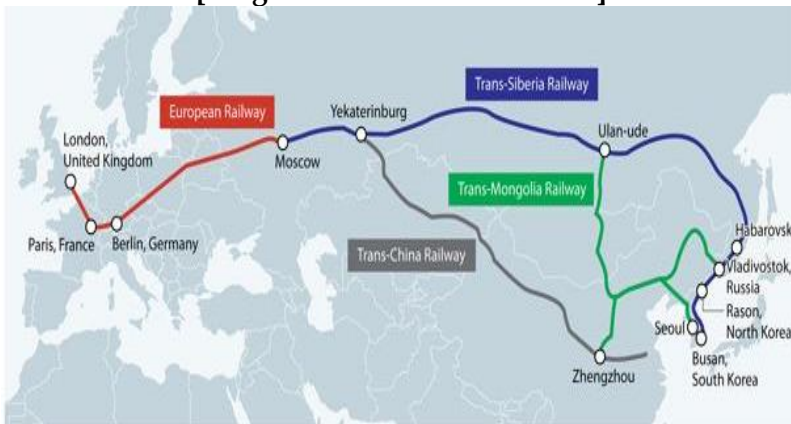 European Railway
Trans-Siberia Railway
Yekaterinburg
London,
United Kingdom
Moscow
Ulan-ude
Trans-Mongolia Railway
Paris, France
Berlin, Germany
Trans-China Railway
Habarovsk
Vladivostok,
Russia
Rason,
North Korea
Seoul
Busan,
South Korea
Zhengzhou